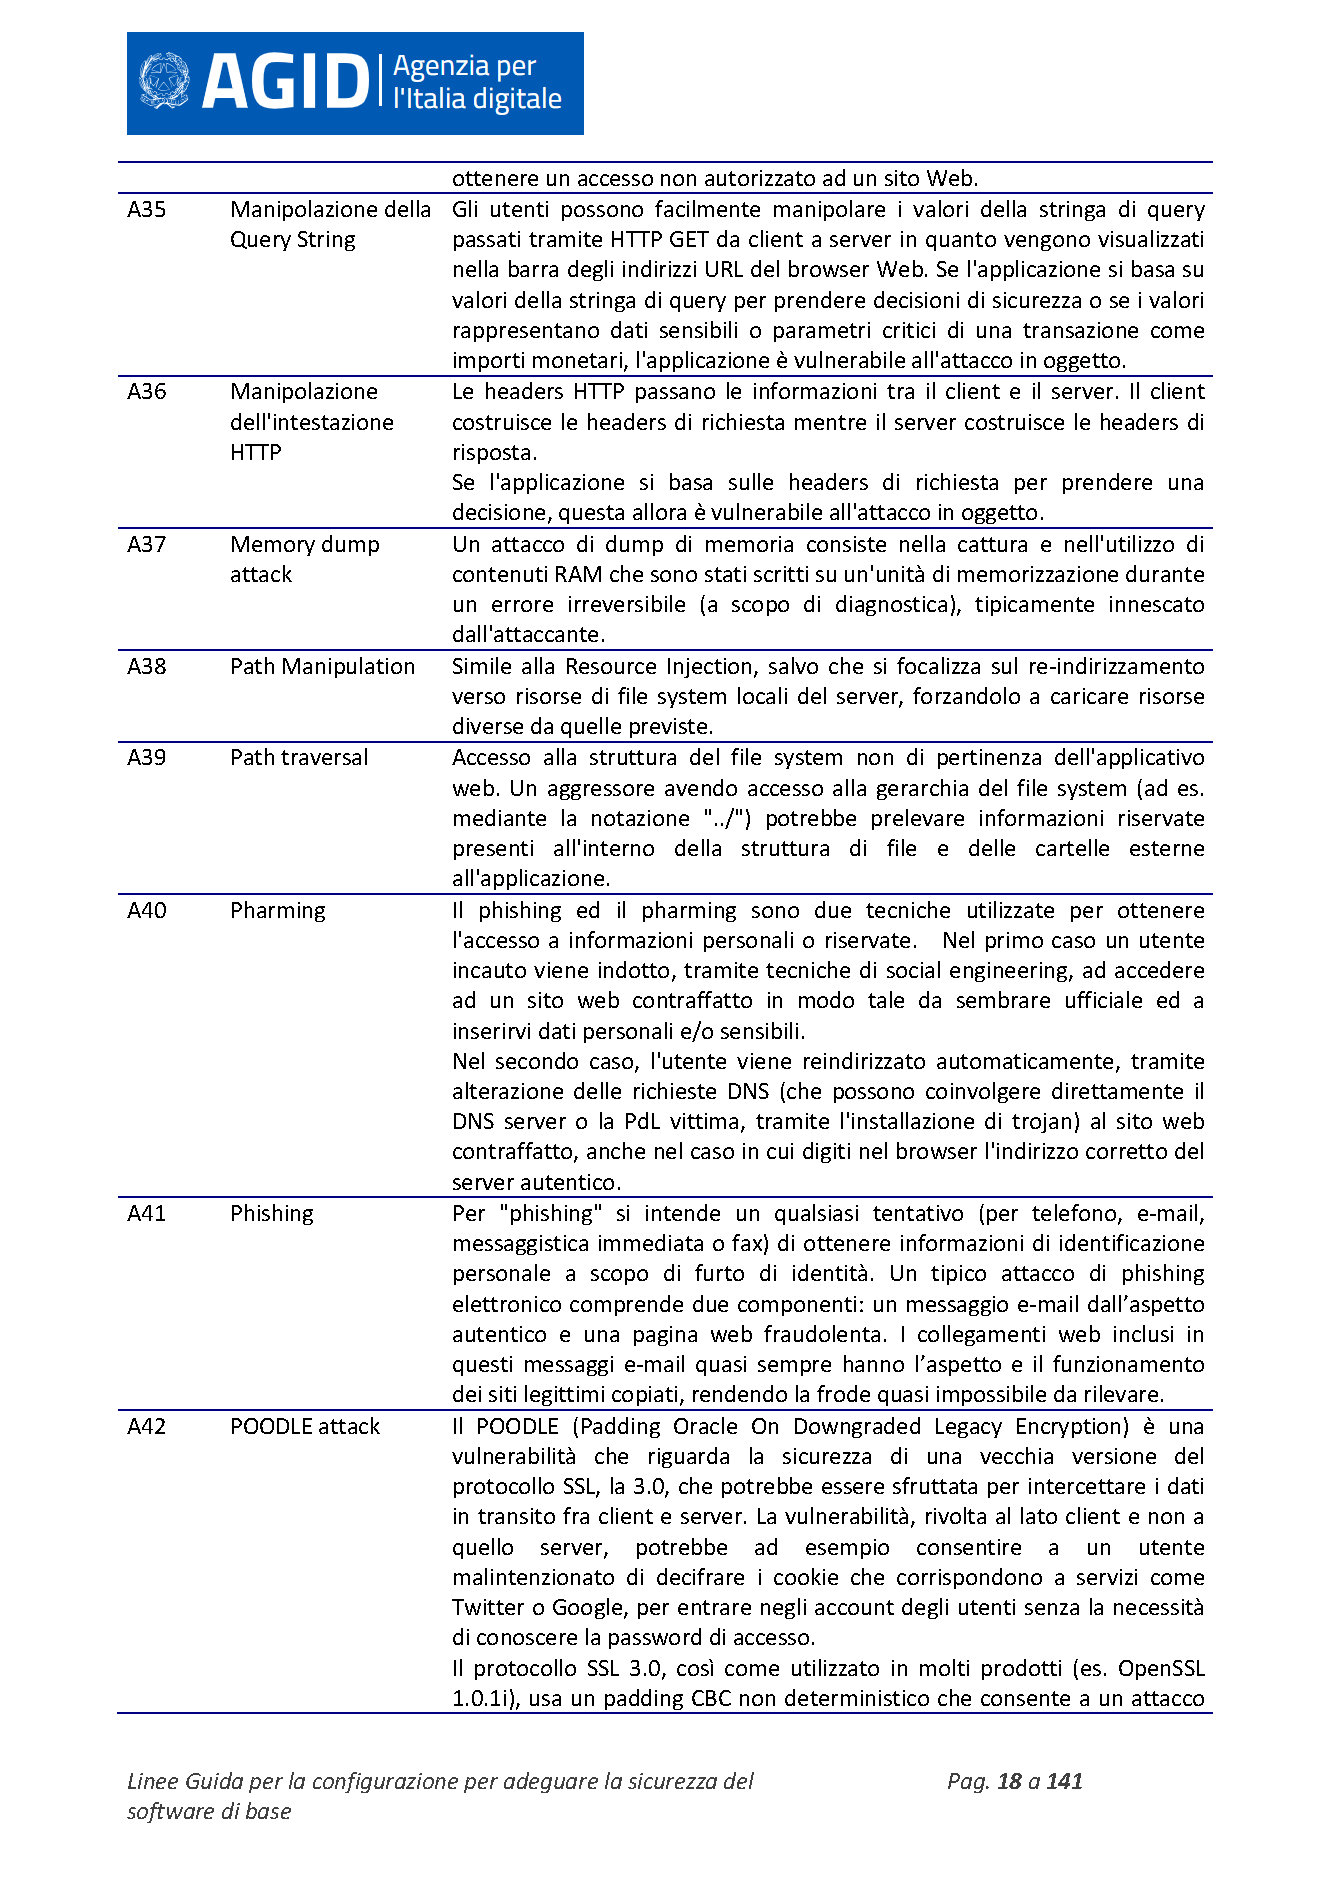 AGID Agenzia per l'Italia digitale
ottenere un accesso non autorizzato ad un sito Web.
A35 Manipolazione della Query String
Gli utenti possono facilmente manipolare i valori della stringa di query
passati tramite HTTP GET da client a server in quanto vengono visualizzati
nella barra degli indirizzi URL del browser Web. Se l'applicazione si basa su
valori della stringa di query per prendere decisioni di sicurezza o se i valori
rappresentano dati sensibili o parametri critici di una transazione come
importi monetari, l'applicazione è vulnerabile all'attacco in oggetto.
A36 Manipolazione dell'intestazione HTTP
Le headers HTTP passano le informazioni tra il client e il server. Il client
costruisce le headers di richiesta mentre il server costruisce le headers di
risposta.
Se l'applicazione si basa sulle headers di richiesta per prendere una
decisione, questa allora è vulnerabile all'attacco in oggetto.
A37 Memory dump attack
Un attacco di dump di memoria consiste nella cattura e nell'utilizzo di
contenuti RAM che sono stati scritti su un'unità di memorizzazione durante
un errore irreversibile (a scopo di diagnostica), tipicamente innescato
dall'attaccante.
A38 Path Manipulation
Simile alla Resource Injection, salvo che si focalizza sul re-indirizzamento
verso risorse di file system locali del server, forzandolo a caricare risorse
diverse da quelle previste.
A39 Path traversal
Accesso alla struttura del file system non di pertinenza dell'applicativo
web. Un aggressore avendo accesso alla gerarchia del file system (ad es.
mediante la notazione "../") potrebbe prelevare informazioni riservate
presenti all'interno della struttura di file e delle cartelle esterne
all'applicazione.
A40 Pharming
Il phishing ed il pharming sono due tecniche utilizzate per ottenere
l'accesso a informazioni personali o riservate. Nel primo caso un utente
incauto viene indotto, tramite tecniche di social engineering, ad accedere
ad un sito web contraffatto in modo tale da sembrare ufficiale ed a
inserirvi dati personali e/o sensibili.
Nel secondo caso, l'utente viene reindirizzato automaticamente, tramite
alterazione delle richieste DNS (che possono coinvolgere direttamente il
DNS server o la PdL vittima, tramite l'installazione di trojan) al sito web
contraffatto, anche nel caso in cui digiti nel browser l'indirizzo corretto del
server autentico.
A41 Phishing
Per "phishing" si intende un qualsiasi tentativo (per telefono, e-mail,
messaggistica immediata o fax) di ottenere informazioni di identificazione
personale a scopo di furto di identità. Un tipico attacco di phishing
elettronico comprende due componenti: un messaggio e-mail dall’aspetto
autentico e una pagina web fraudolenta. I collegamenti web inclusi in
questi messaggi e-mail quasi sempre hanno l’aspetto e il funzionamento
dei siti legittimi copiati, rendendo la frode quasi impossibile da rilevare.
A42 POODLE attack
Il POODLE (Padding Oracle On Downgraded Legacy Encryption) è una
vulnerabilità che riguarda la sicurezza di una vecchia versione del
protocollo SSL, la 3.0, che potrebbe essere sfruttata per intercettare i dati
in transito fra client e server. La vulnerabilità, rivolta al lato client e non a
quello server, potrebbe ad esempio consentire a un utente
malintenzionato di decifrare i cookie che corrispondono a servizi come
Twitter o Google, per entrare negli account degli utenti senza la necessità
di conoscere la password di accesso.
Il protocollo SSL 3.0, così come utilizzato in molti prodotti (es. OpenSSL
1.0.1i), usa un padding CBC non deterministico che consente a un attacco
Linee Guida per la configurazione per adeguare la sicurezza del software di base
Pag. 18 a 141